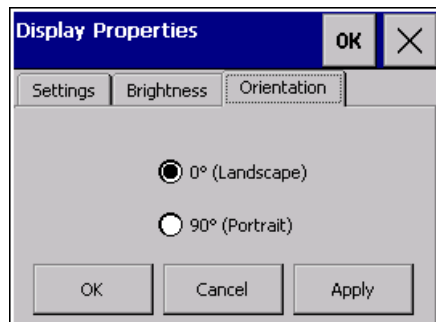 Display Properties OK
Settings Brightness Orientation
0° (Landscape)
90° (Portrait)
OK Cancel Apply